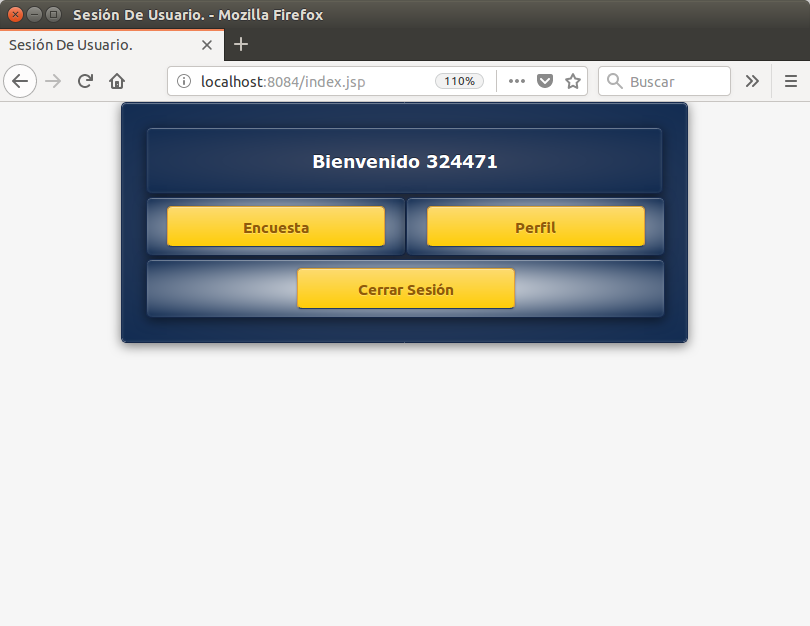 Sesión De Usuario. - Mozilla Firefox
Sesión De Usuario.
localhost:8084/index.jsp 110% Buscar
Bienvenido 324471
Encuesta Perfil
Cerrar Sesión